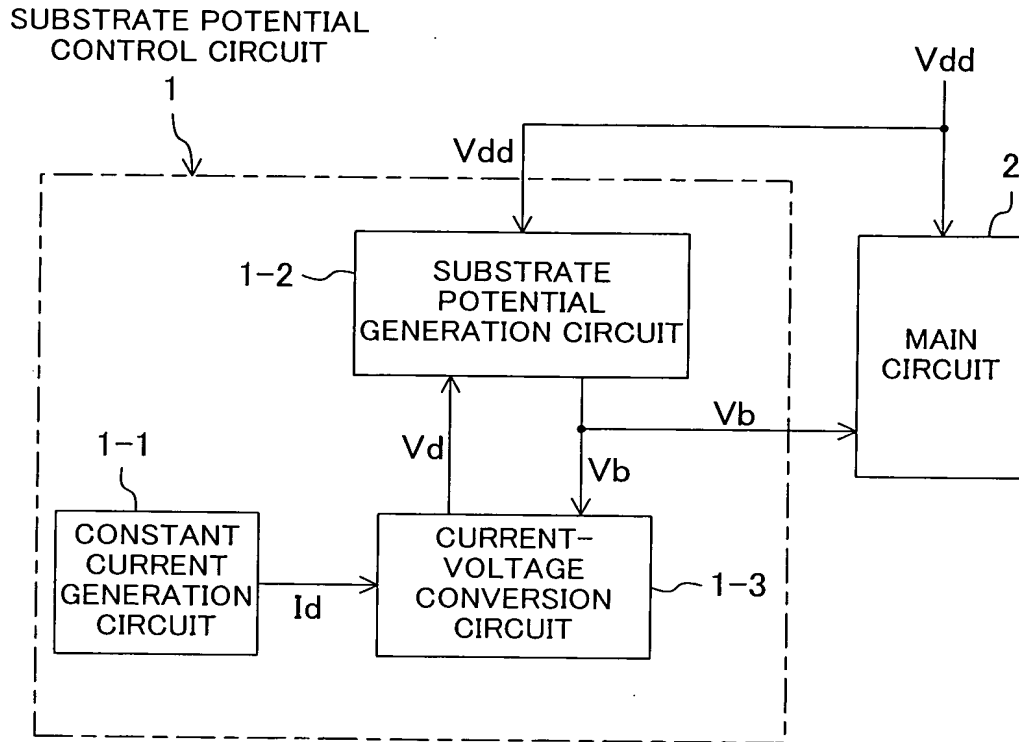 SUBSTRATE POTENTIAL
CONTROL CIRCUIT
1
Vdd
Vdd
2
1-2
SUBSTRATE
POTENTIAL
GENERATION CIRCUIT
MAIN
CIRCUIT
Vb
Vd
Vb
1-1
CONSTANT
CURRENT
GENERATION
CIRCUIT
Id
CURRENT-
VOLTAGE
CONVERSION
CIRCUIT
1-3